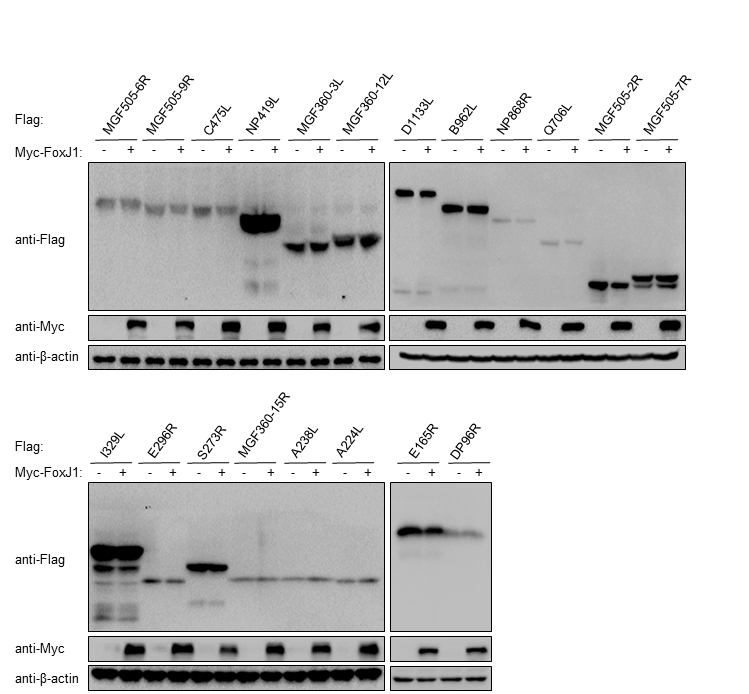 MGF505-6R MGF505-9R C475L NP419L MGF360-3L MGF360-12L D1133L B962L NP868R Q706L MGF505-2R MGF505-7R
Flag:
Myc-FoxJ1: - + - + - + - + - + - + - + - + - + - + - + - +
anti-Flag
anti-Myc
anti-β-actin
I329L E296R S273R MGF360-15R A238L A224L E165R DP96R
Flag:
Myc-FoxJ1: - + - + - + - + - + - + - + - +
anti-Flag
anti-Myc
anti-β-actin